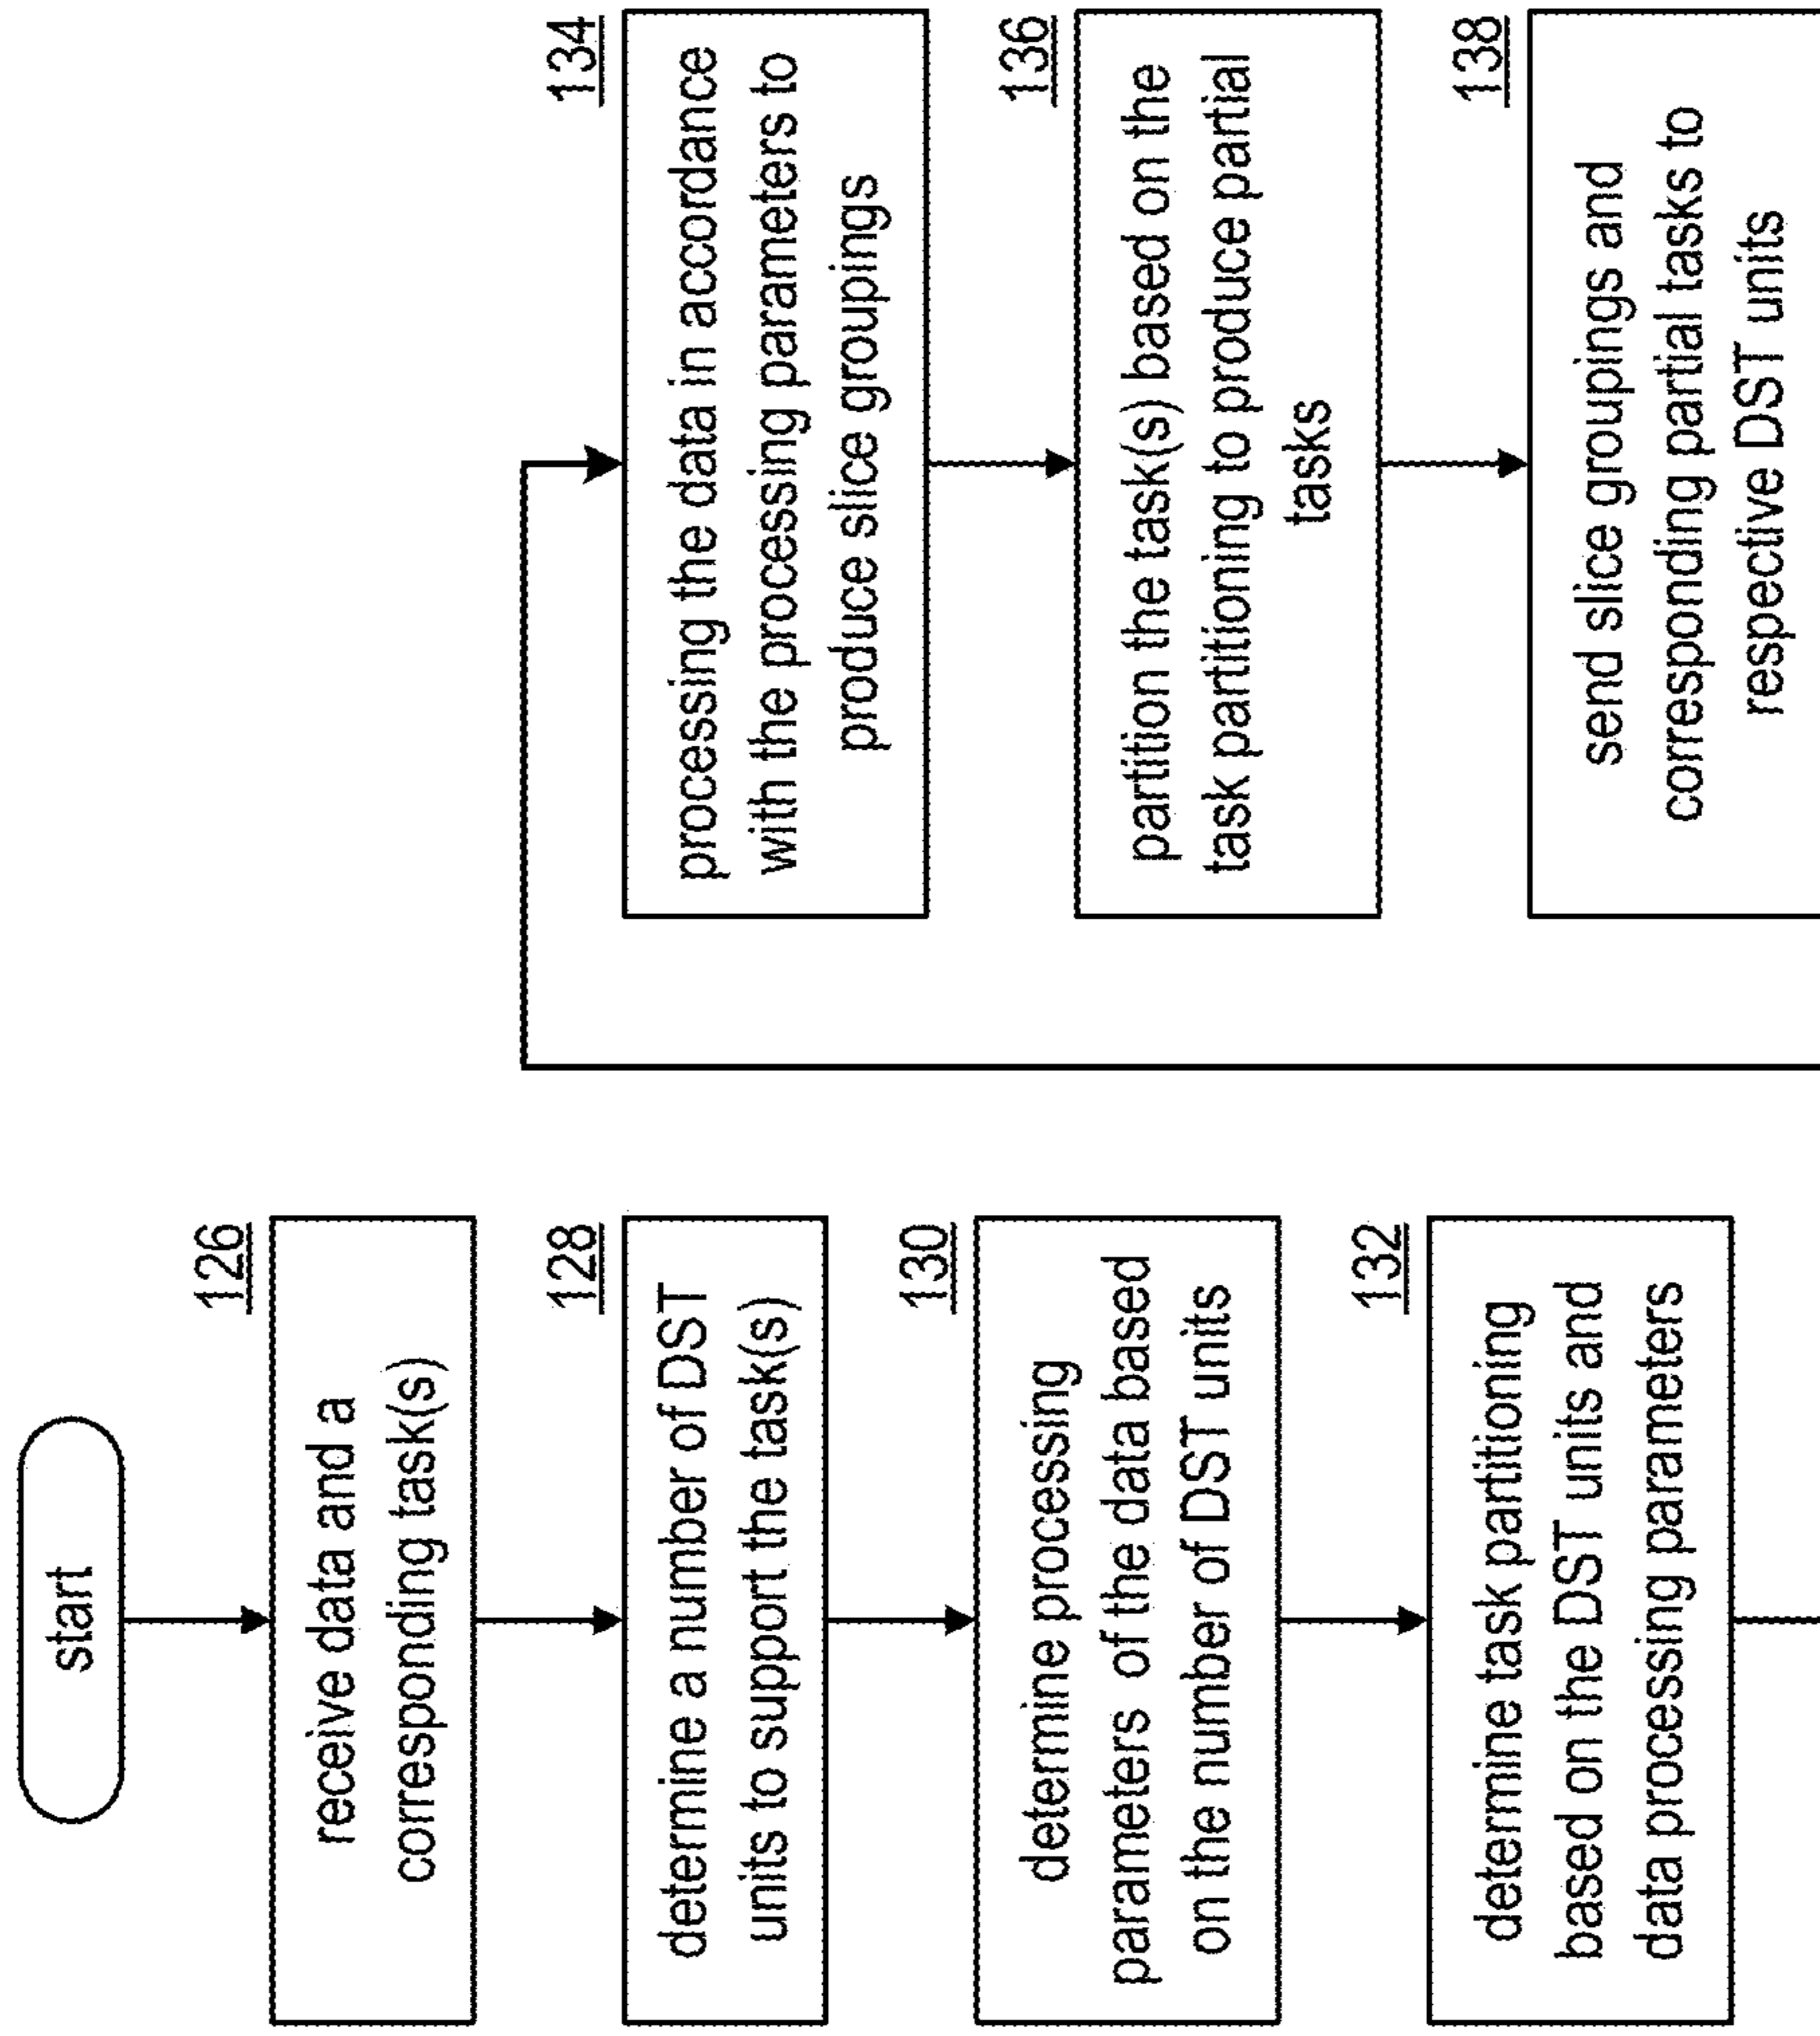 start
126
receive data and a
corresponding task(s)
128
determine a number of DST
units to support the task(s)
130
determine processing
parameters of the data based
on the number of DST units
132
determine task partitioning
based on the DST units and
data processing parameters
134
processing the data in accordance
with the processing parameters to
produce slice groupings
136
partition the task(s) based on the
task partitioning to produce partial
tasks
138
send slice groupings and
corresponding partial tasks to
respective DST units